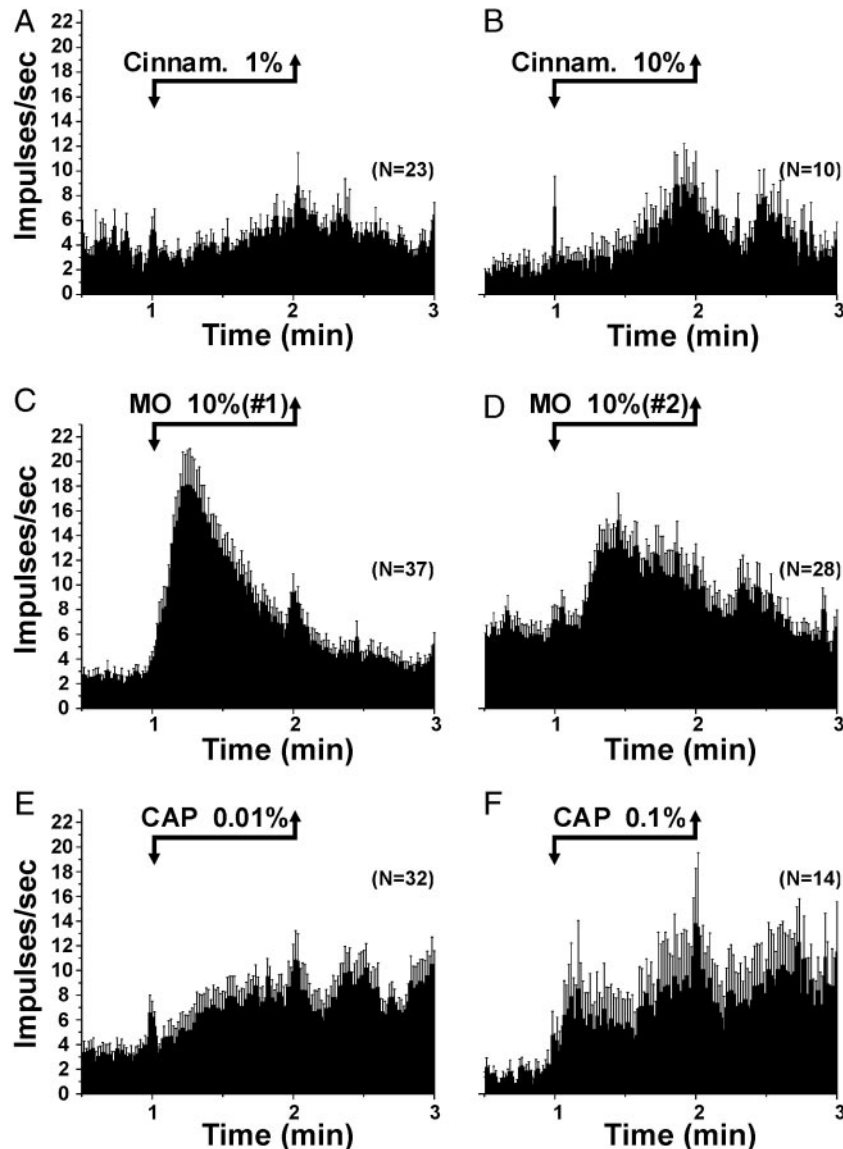 A
B
22
20
18
16
14
12
10
8
6
4
2
0
Impulses/sec
Cinnam. 1%
(N=23)
1
2
3
Time (min)
Cinnam. 10%
(N=10)
1
2
3
Time (min)
C
D
22
20
18
16
14
12
10
8
6
4
2
0
Impulses/sec
MO 10%(#1)
(N=37)
1
2
3
Time (min)
MO 10%(#2)
(N=28)
1
2
3
Time (min)
E
F
22
20
18
16
14
12
10
8
6
4
2
0
Impulses/sec
CAP 0.01%
(N=32)
1
2
3
Time (min)
CAP 0.1%
(N=14)
1
2
3
Time (min)